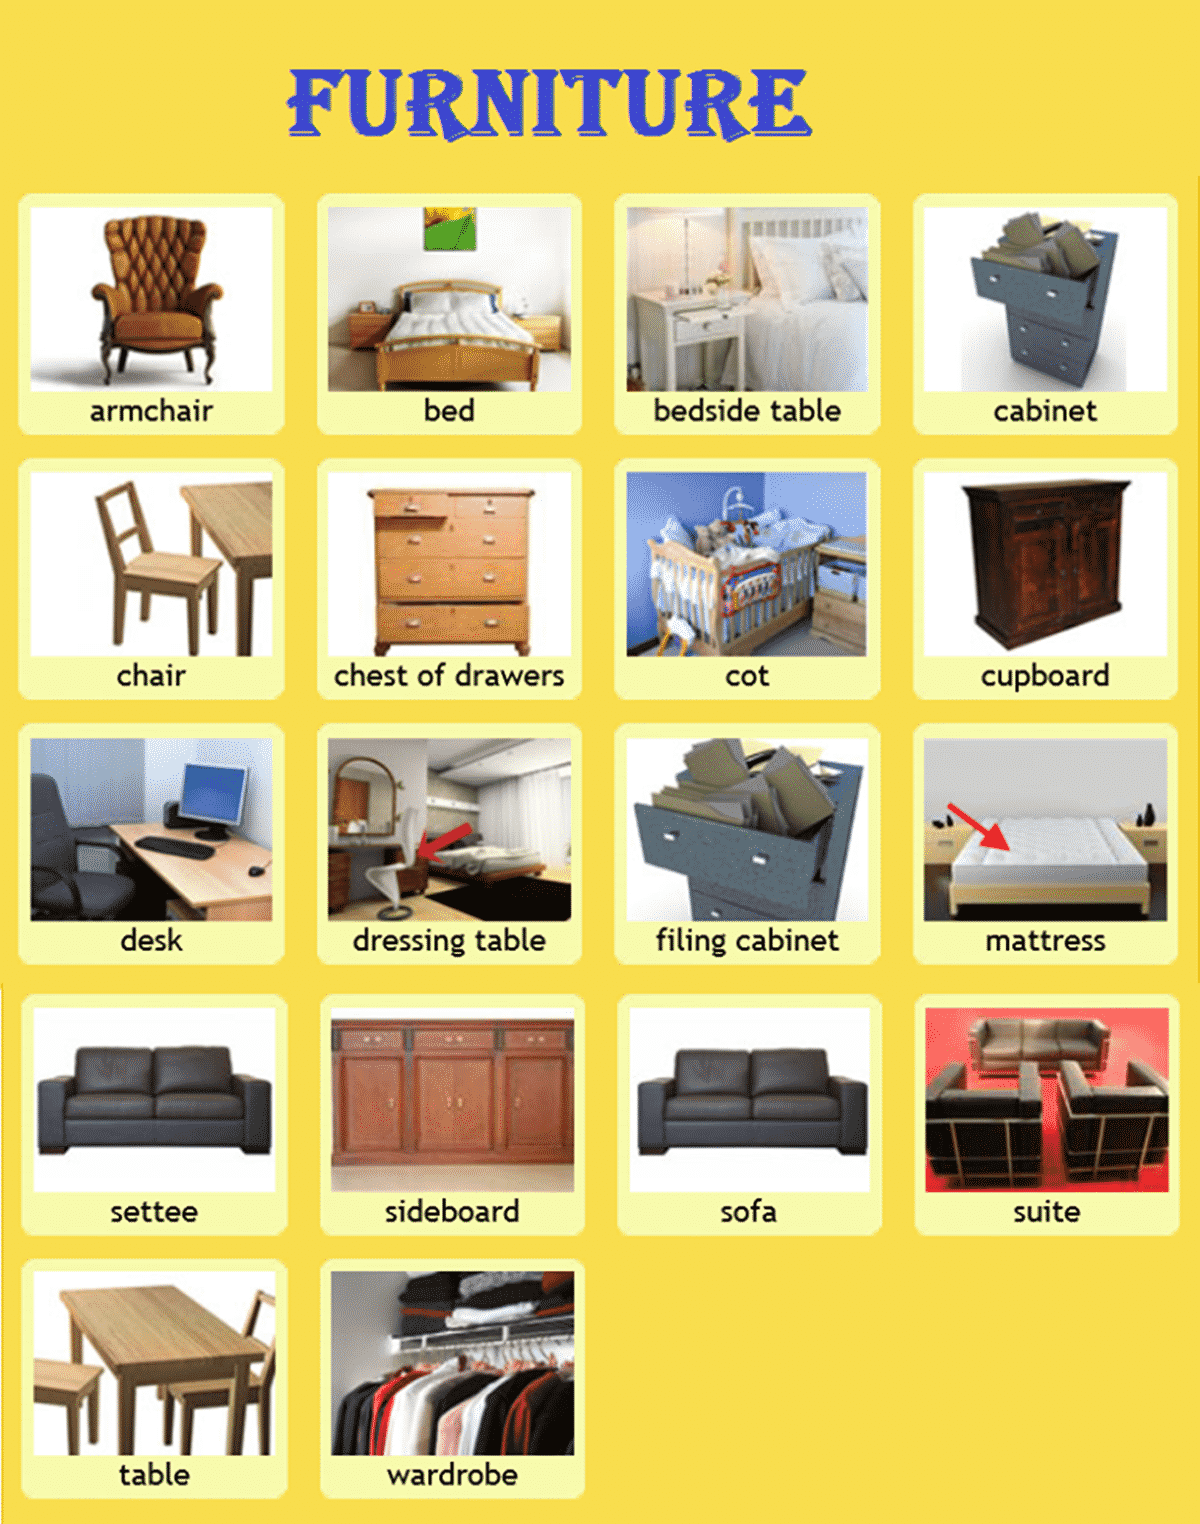 FURNITURE
armchair
bed
bedside table
cabinet
chair
chest of drawers
cot
cupboard
desk
dressing table
filing cabinet
mattress
settee
sideboard
sofa
suite
table
wardrobe